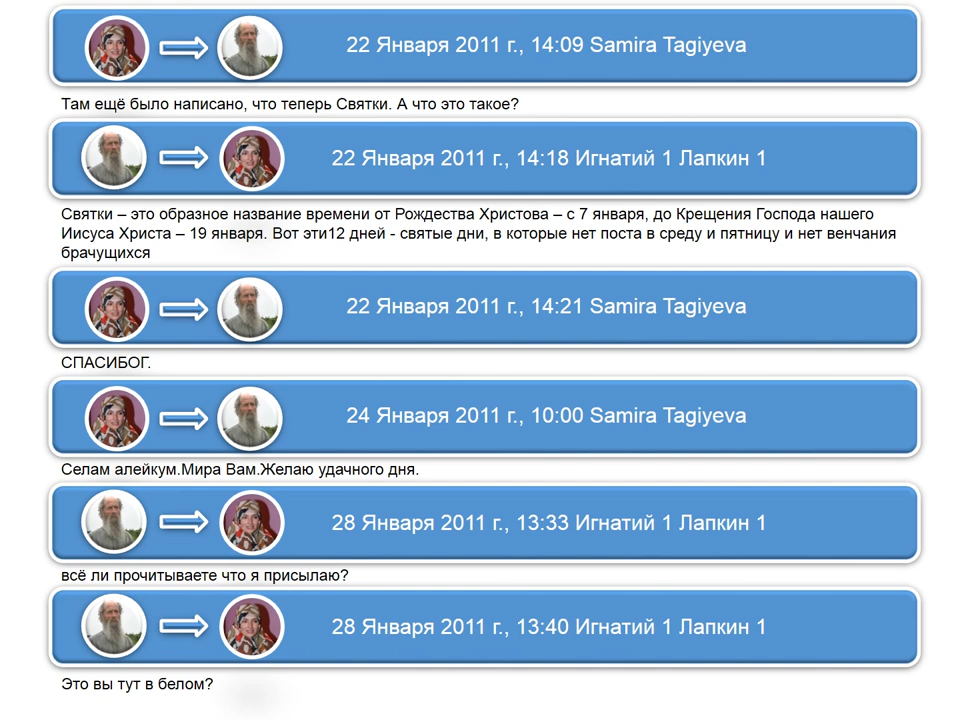 22 Января 2011 г., 14:09 Samira Tagiyeva
Там ещё было написано, что теперь Святки. А что это такое?
22 Января 2011 г., 14:18 Игнатий 1 Лапкин 1
Святки – это образное название времени от Рождества Христова – с 7 января, до Крещения Господа нашего
Иисуса Христа – 19 января. Вот эти12 дней - святые дни, в которые нет поста в среду и пятницу и нет венчания
брачущихся
22 Января 2011 г., 14:21 Samira Tagiyeva
СПАСИБОГ.
24 Января 2011 г., 10:00 Samira Tagiyeva
Селам алейкум.Мира Вам.Желаю удачного дня.
28 Января 2011 г., 13:33 Игнатий 1 Лапкин 1
всё ли прочитываете что я присылаю?
28 Января 2011 г., 13:40 Игнатий 1 Лапкин 1
Это вы тут в белом?